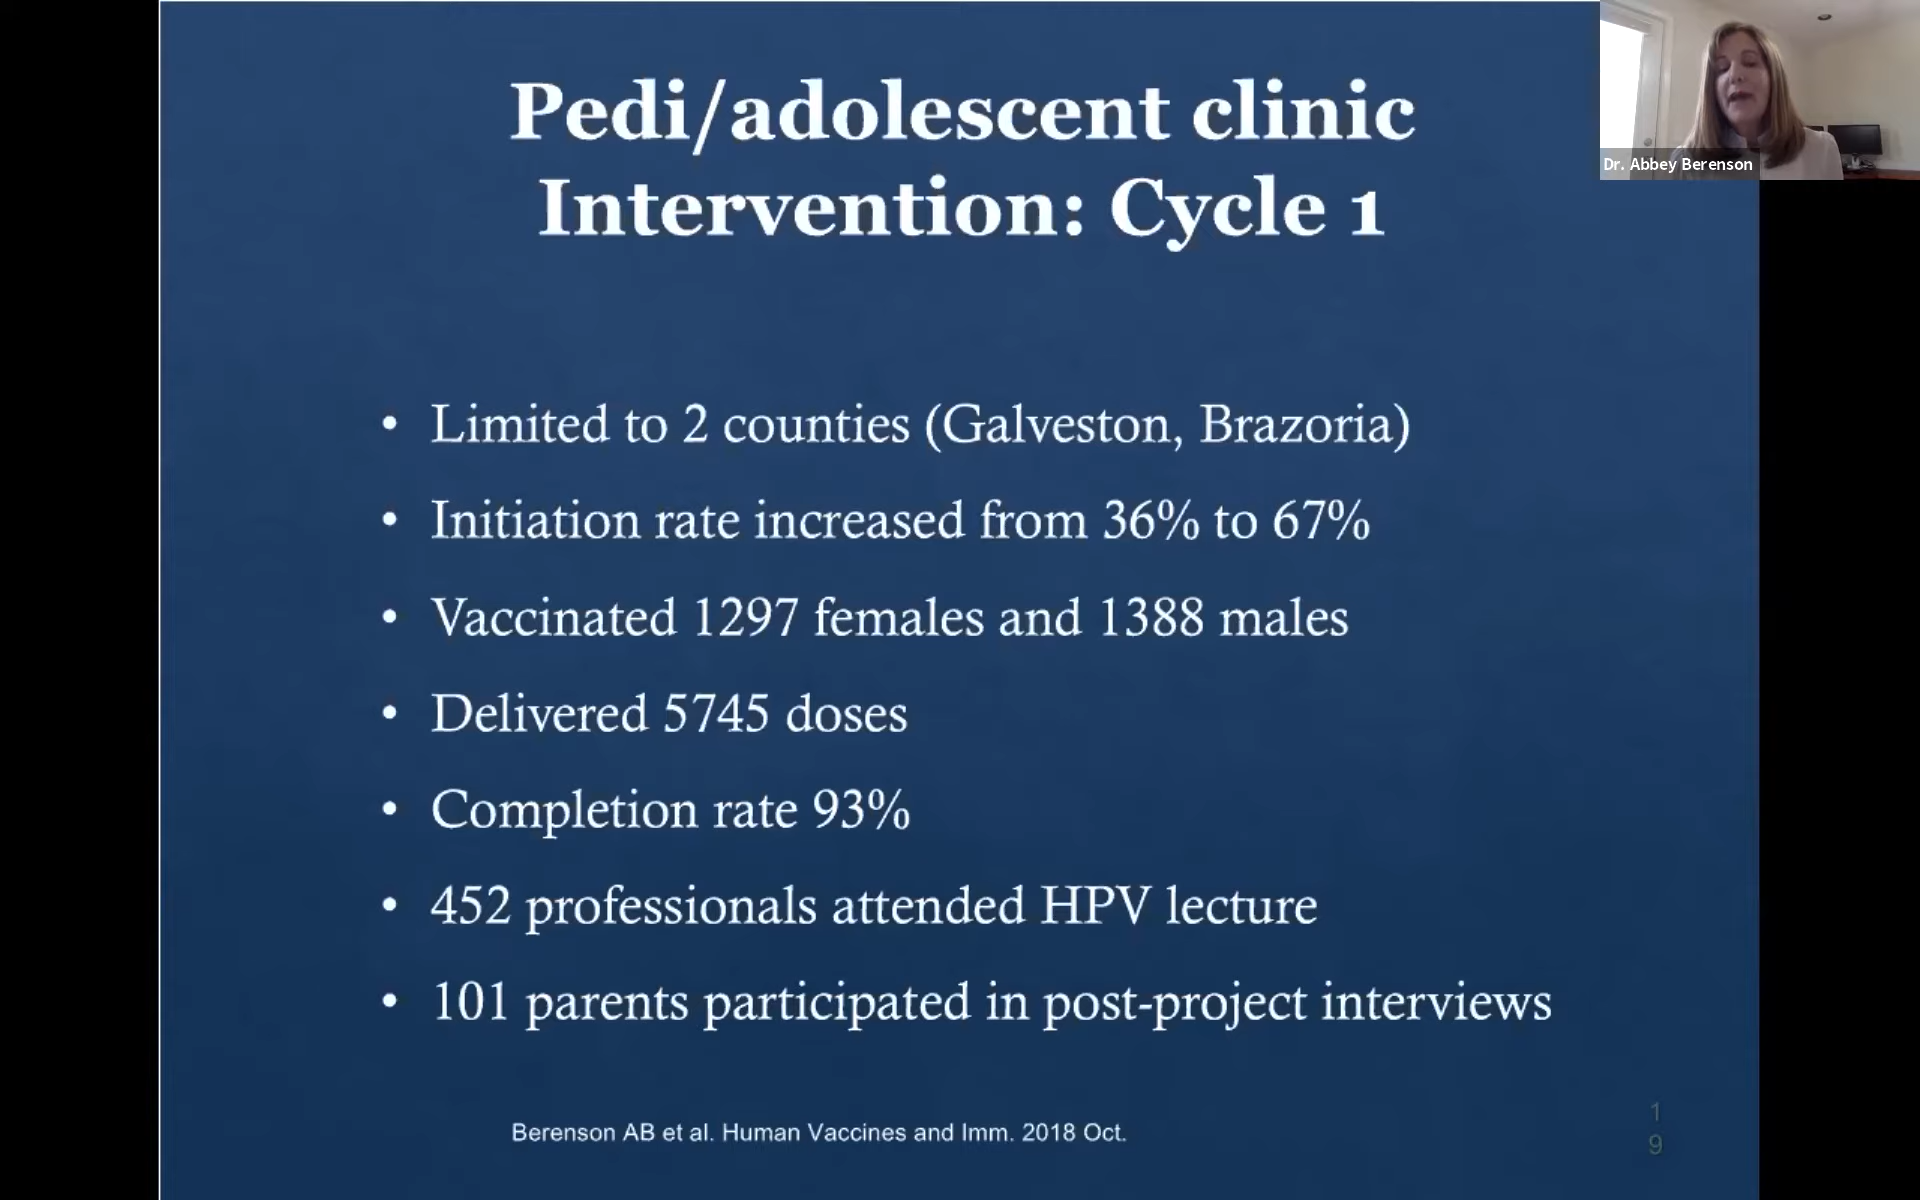 Pedi/adolescent clinic
Intervention: Cycle 1
Dr. Abbey Berenson
• Limited to 2 counties (Galveston, Brazoria)
• Initiation rate increased from 36% to 67%
• Vaccinated 1297 females and 1388 males
• Delivered 5745 doses
• Completion rate 93%
• 452 professionals attended HPV lecture
• 101 parents participated in post-project interviews
Berenson AB et al. Human Vaccines and Imm. 2018 Oct.
1
9